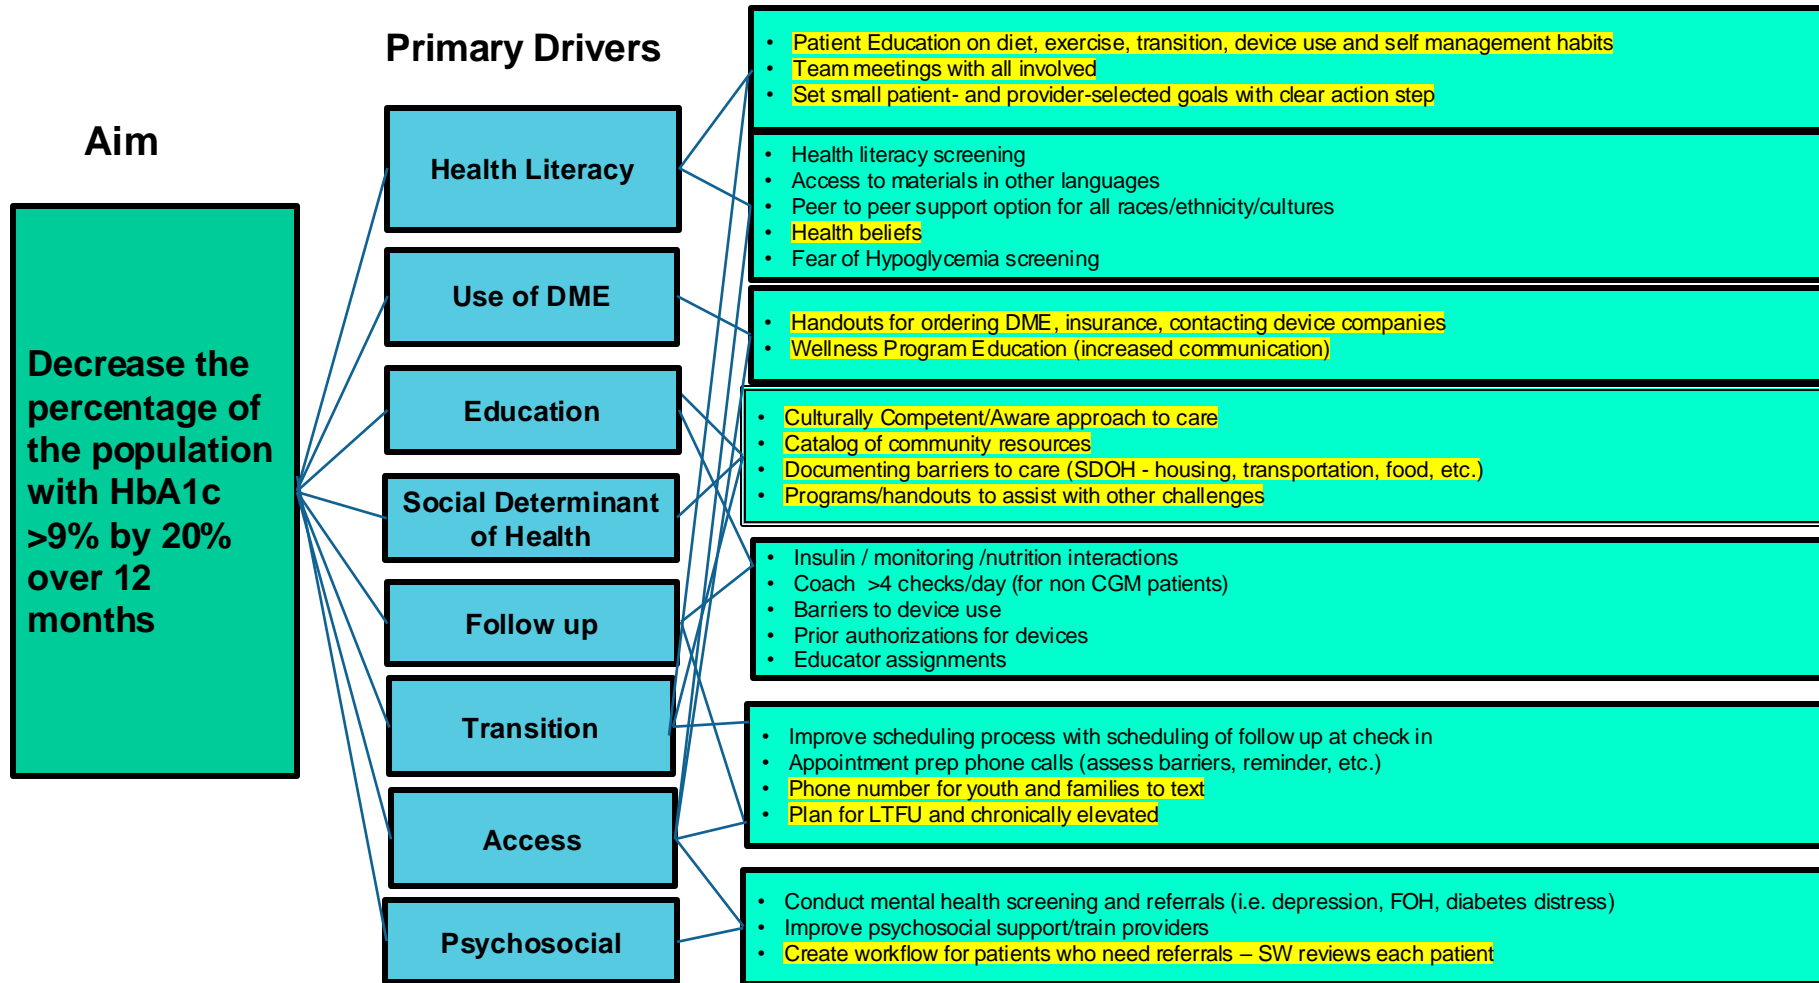 Aim
Decrease the
percentage of
the population
with HbA1c
>9% by 20%
over 12
months
Primary Drivers
Health Literacy
Use of DME
Education
Social Determinant
of Health
Follow up
Transition
Access
Psychosocial
• Patient Education on diet, exercise, transition, device use and self management habits
• Team meetings with all involved
• Set small patient- and provider-selected goals with clear action step
• Health literacy screening
• Access to materials in other languages
• Peer to peer support option for all races/ethnicity/cultures
• Health beliefs
• Fear of Hypoglycemia screening
• Handouts for ordering DME, insurance, contacting device companies
• Wellness Program Education (increased communication)
• Culturally Competent/Aware approach to care
• Catalog of community resources
• Documenting barriers to care (SDOH - housing, transportation, food, etc.)
• Programs/handouts to assist with other challenges
• Insulin / monitoring /nutrition interactions
• Coach >4 checks/day (for non CGM patients)
• Barriers to device use
• Prior authorizations for devices
• Educator assignments
• Improve scheduling process with scheduling of follow up at check in
• Appointment prep phone calls (assess barriers, reminder, etc.)
• Phone number for youth and families to text
• Plan for LTFU and chronically elevated
• Conduct mental health screening and referrals (i.e. depression, FOH, diabetes distress)
• Improve psychosocial support/train providers
• Create workflow for patients who need referrals – SW reviews each patient